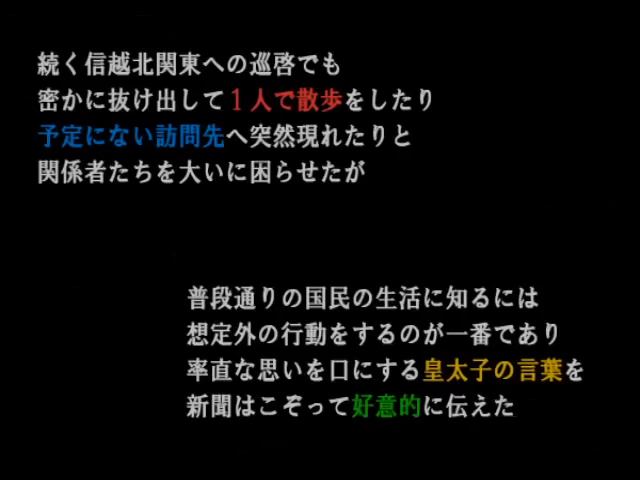 続く信越北関東への巡啓でも
密かに抜け出して１人で散歩をしたり
予定にない訪問先へ突然現れたりと
関係者たちを大いに困らせたが
普段通りの国民の生活に知るには
想定外の行動をするのが一番であり
率直な思いを口にする皇太子の言葉を
新聞はこぞって好意的に伝えた